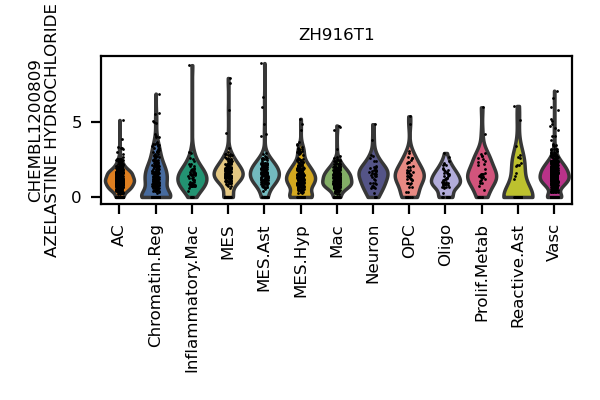 ZH916T1
CHEMBL1200809
AZELASTINE HYDROCHLORIDE
5
0
AC
Chromatin.Reg
Inflammatory.Mac
MES
MES.Ast
MES.Hyp
Mac
Neuron
OPC
Oligo
Prolif.Metab
Reactive.Ast
Vasc